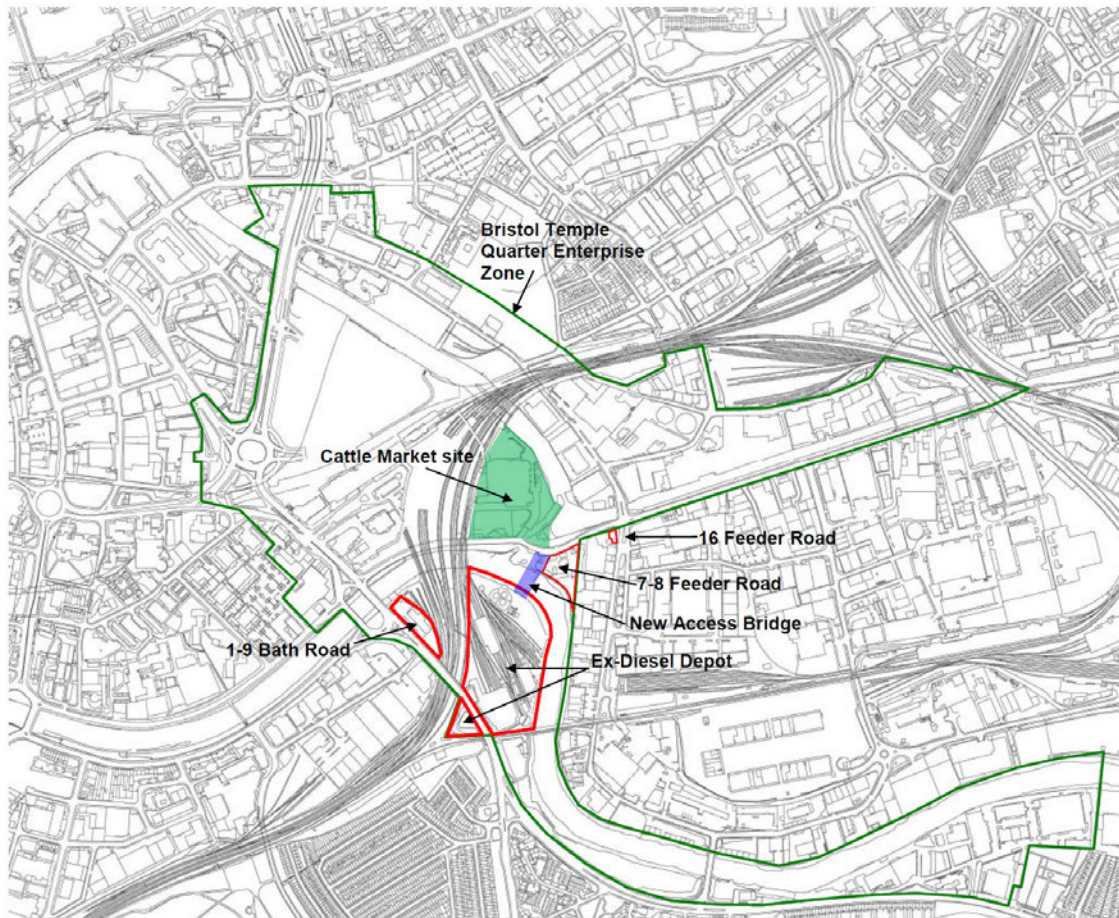 Bristol Temple
Quarter Enterprise
Zone
Cattle Market site
16 Feeder Road
7-8 Feeder Road
New Access Bridge
1-9 Bath Road
Ex-Diesel Depot